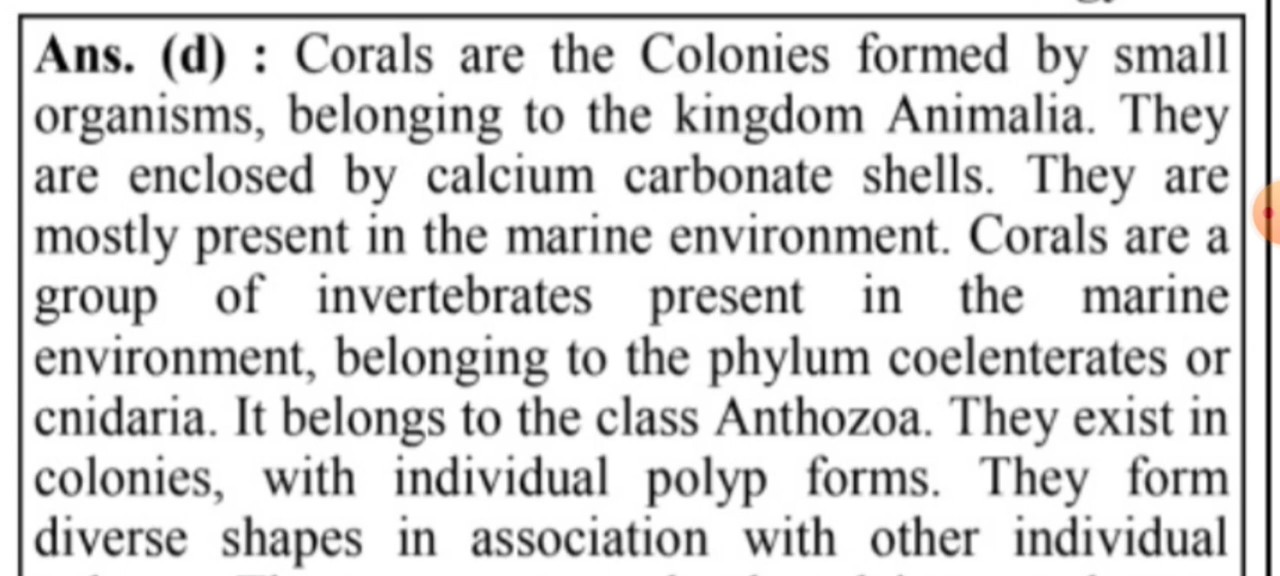 Ans. (d) : Corals are the Colonies formed by small
organisms, belonging to the kingdom Animalia. They
are enclosed by calcium carbonate shells. They are
mostly present in the marine environment. Corals are a
group of invertebrates present in the marine
environment, belonging to the phylum coelenterates or
cnidaria. It belongs to the class Anthozoa. They exist in
colonies, with individual polyp forms. They form
diverse shapes in association with other individual